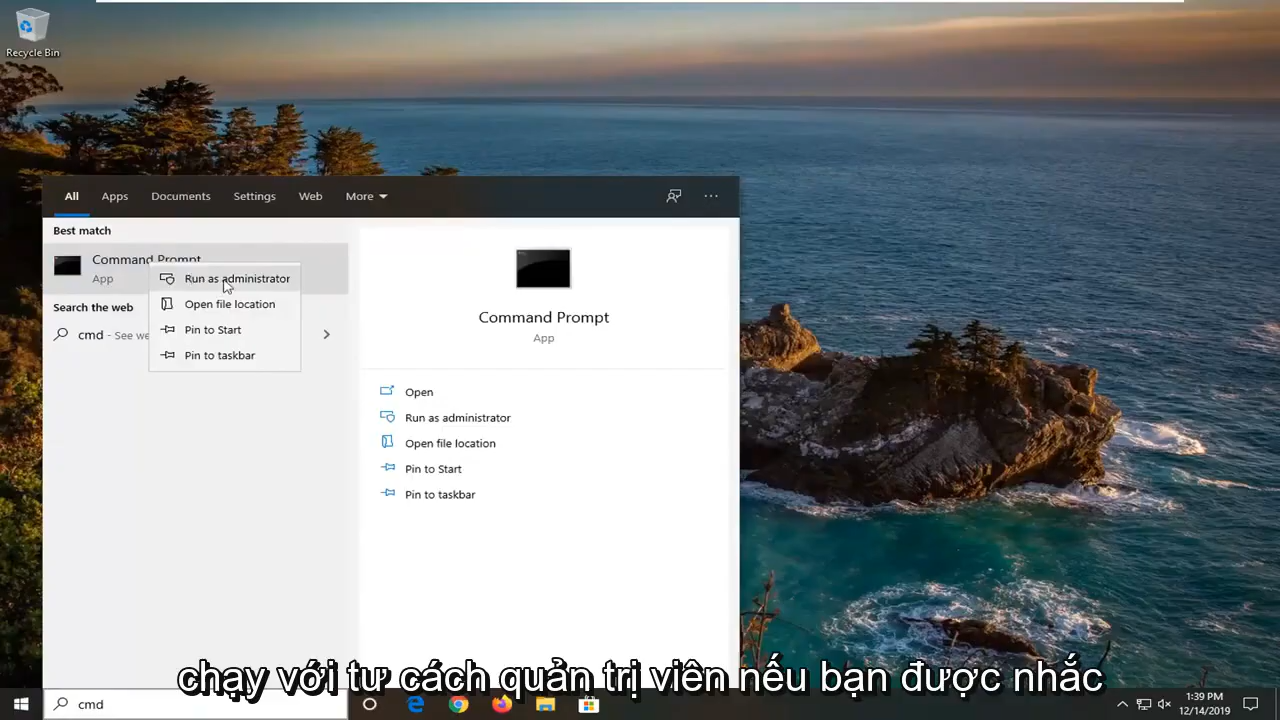 Recycle Bin
All Apps Documents Settings Web More
Best match
Command Prompt
App
Run as administrator
Open file location
Pin to Start
Pin to taskbar
Search the web
cmd - See we
Command Prompt
App
Open
Run as administrator
Open file location
Pin to Start
Pin to taskbar
chạy với tư cách quản trị viên nếu bạn được nhắc
cmd
1:39 PM
12/14/2019